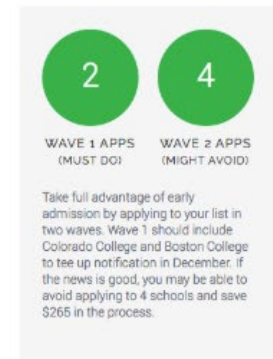 2 4
WAVE 1 APPS WAVE 2 APPS
(MUST DO) (MIGHT AVOID)
Take full advantage of early
admission by applying to your list in
two waves. Wave 1 should include
Colorado College and Boston College
to tee up notification in December. If
the news is good, you may be able to
avoid applying to 4 schools and save
$265 in the process.